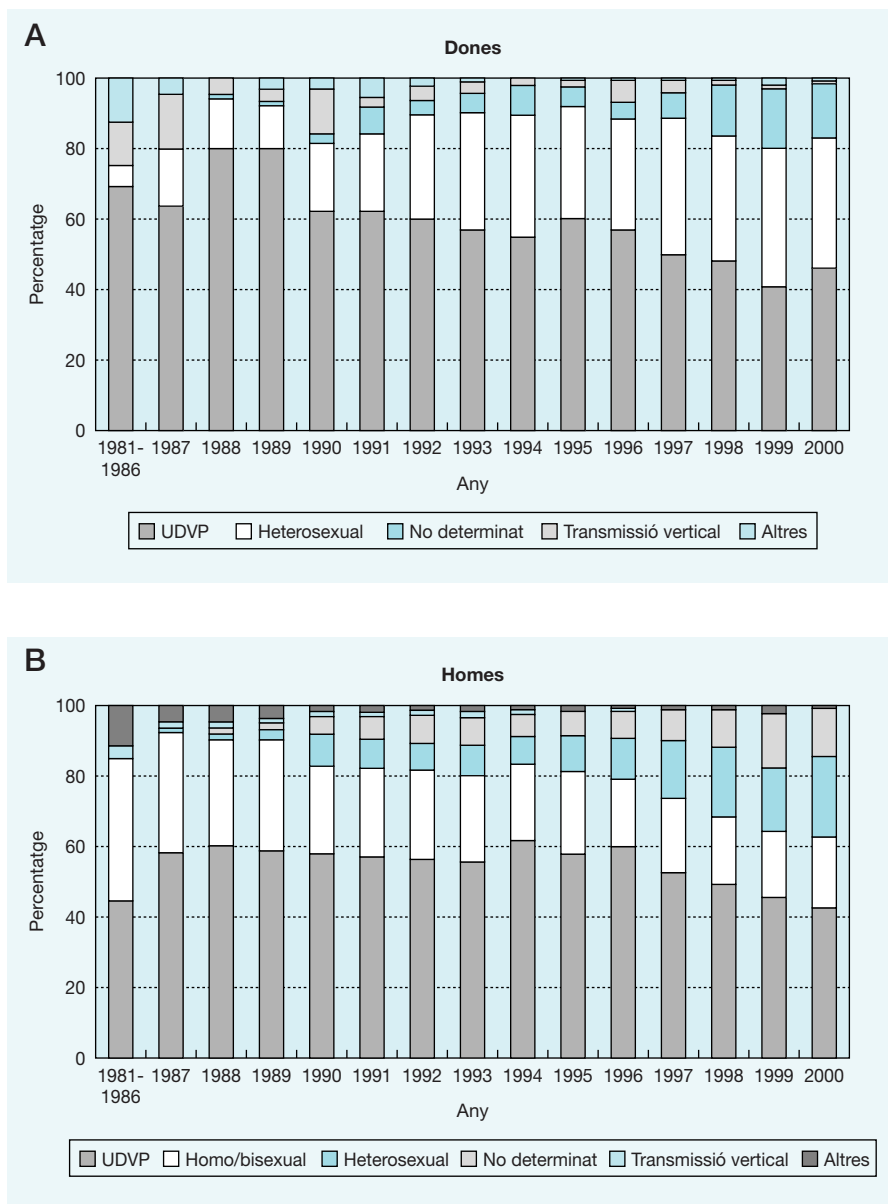 A
Dones
100
80
60
40
20
0
Percentatge
1981-
1986
1987 1988 1989 1990 1991 1992 1993 1994 1995 1996 1997 1998 1999 2000
Any
UDVP Heterosexual No determinat Transmissió vertical Altres
B
Homes
100
80
60
40
20
0
Percentatge
1981-
1986
1987 1988 1989 1990 1991 1992 1993 1994 1995 1996 1997 1998 1999 2000
Any
UDVP Homo/bisexual Heterosexual No determinat Transmissió vertical Altres